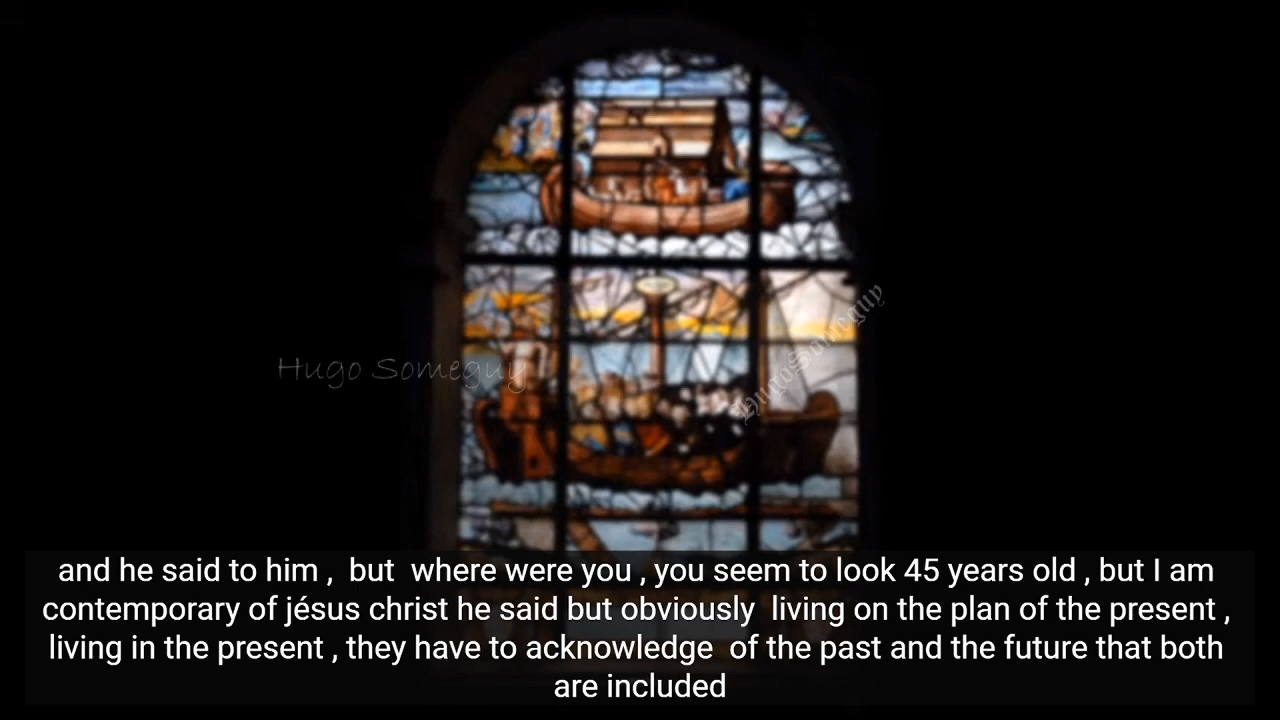 Hugo Someguy
HugoSomeguy
and he said to him , but where were you , you seem to look 45 years old , but I am
contemporary of jésus christ he said but obviously living on the plan of the present ,
living in the present , they have to acknowledge of the past and the future that both
are included